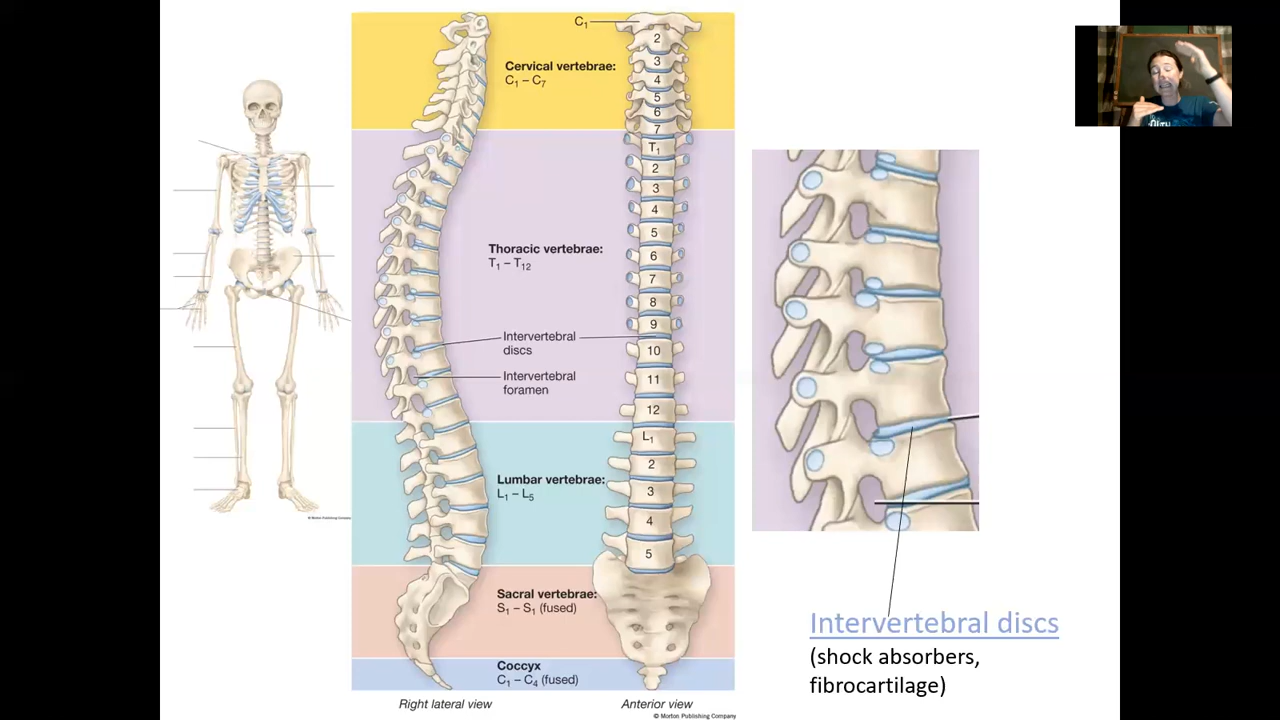 C1
Cervical vertebrae:
C1 – C7
2
3
4
5
6
7
T1
2
3
4
5
6
7
8
9
10
11
12
Thoracic vertebrae:
T1 – T12
Intervertebral
discs
Intervertebral
foramen
L1
2
3
4
5
Lumbar vertebrae:
L1 – L5
Sacral vertebrae:
S1 – S1 (fused)
Coccyx
C1 – C4 (fused)
Right lateral view
Anterior view
© Morton Publishing Company
© Morton Publishing Company
Intervertebral discs
(shock absorbers,
fibrocartilage)